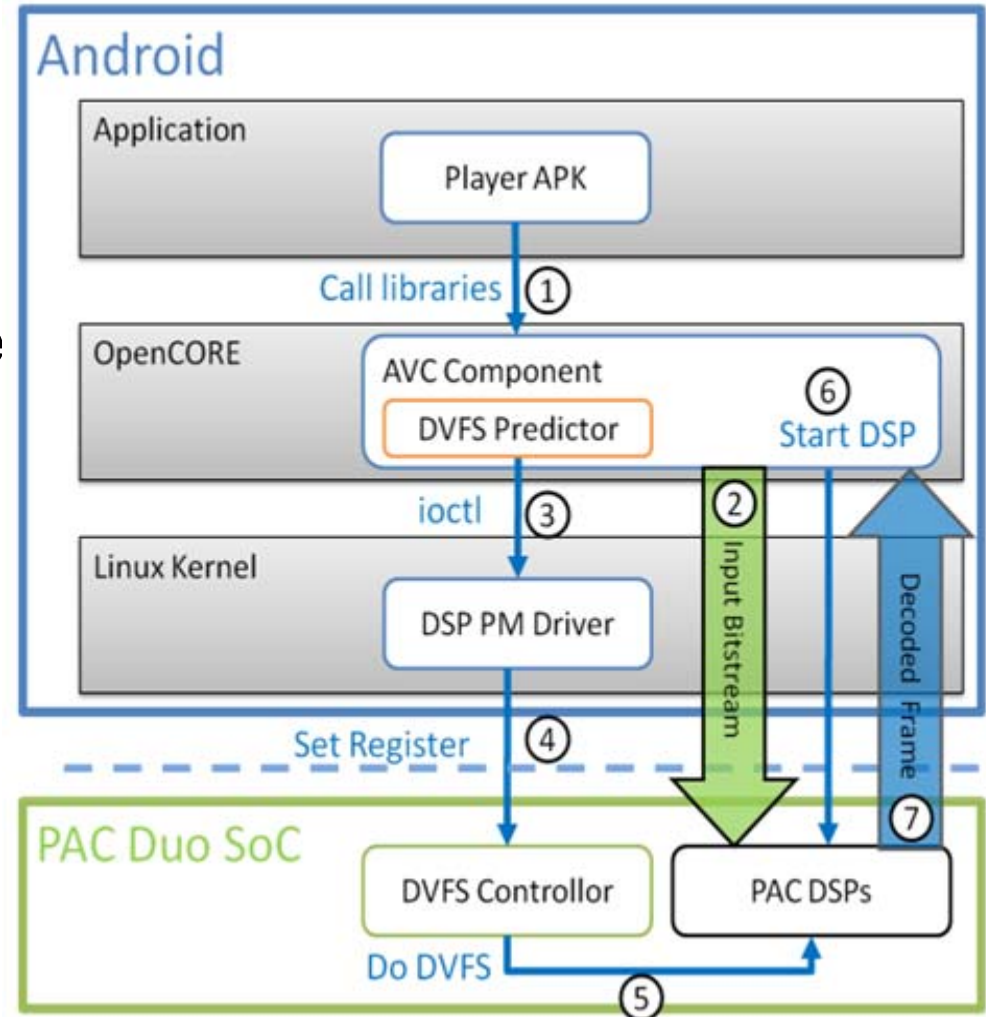 Android
Application
Player APK
Call libraries ①
e
OpenCORE
AVC Component
DVFS Predictor
⑥
Start DSP
ioctl ③
② Input Bitstream
Linux Kernel
DSP PM Driver
Decoded Frame
Set Register ④
⑦
PAC Duo SoC
DVFS Controllor
PAC DSPs
Do DVFS
⑤